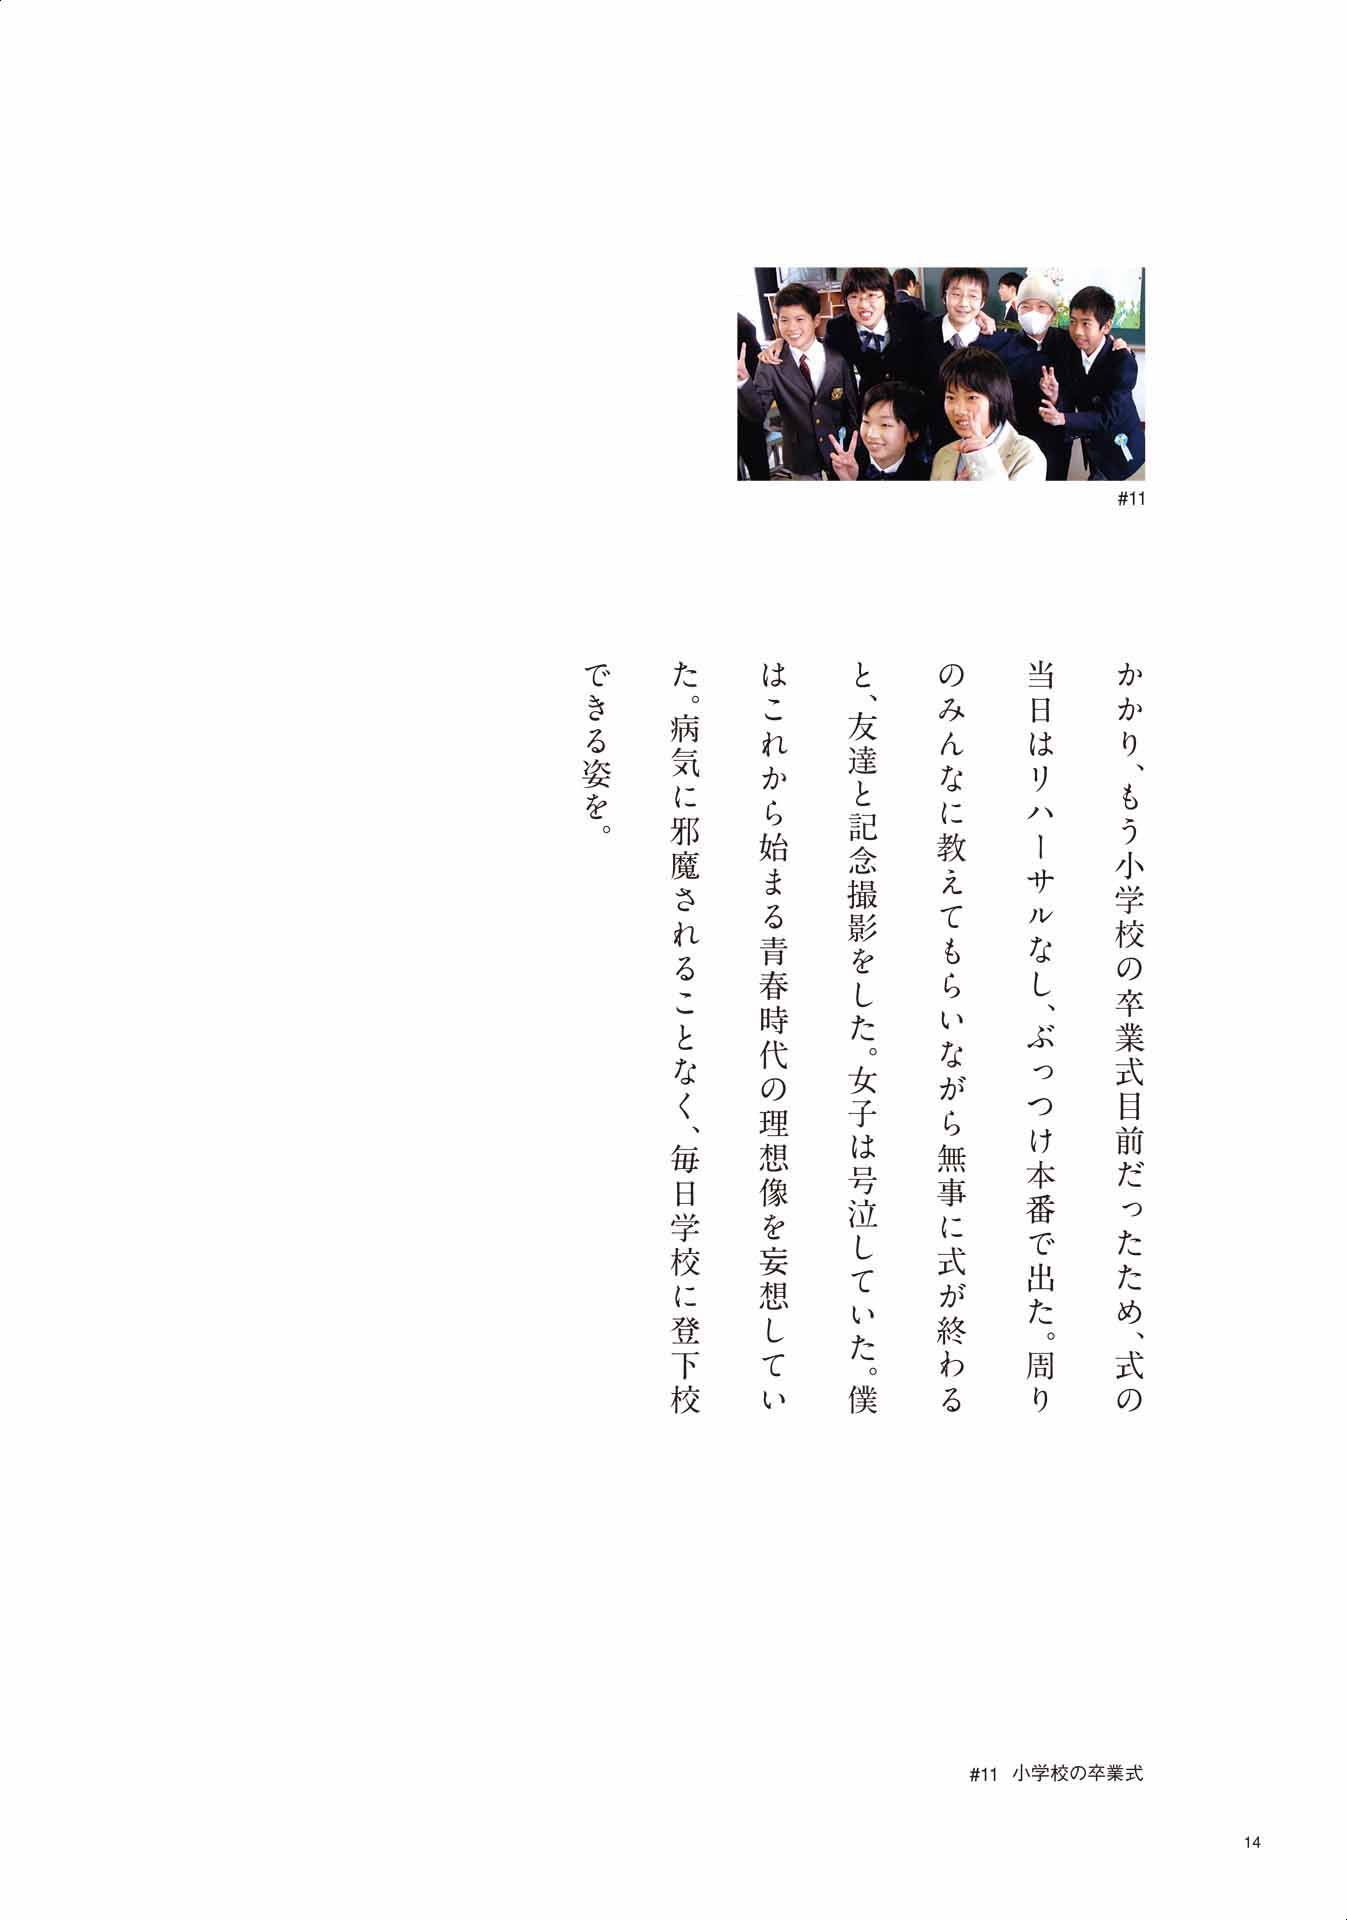 #11
かかり、もう小学校の卒業式目前だったため、式の
当日はリハーサルなし、ぶっつけ本番で出た。周り
のみんなに教えてもらいながら無事に式が終わる
と、友達と記念撮影をした。女子は号泣していた。僕
はこれから始まる青春時代の理想像を妄想してい
た。病気に邪魔されることなく、毎日学校に登下校
できる姿を。
#11 小学校の卒業式
14